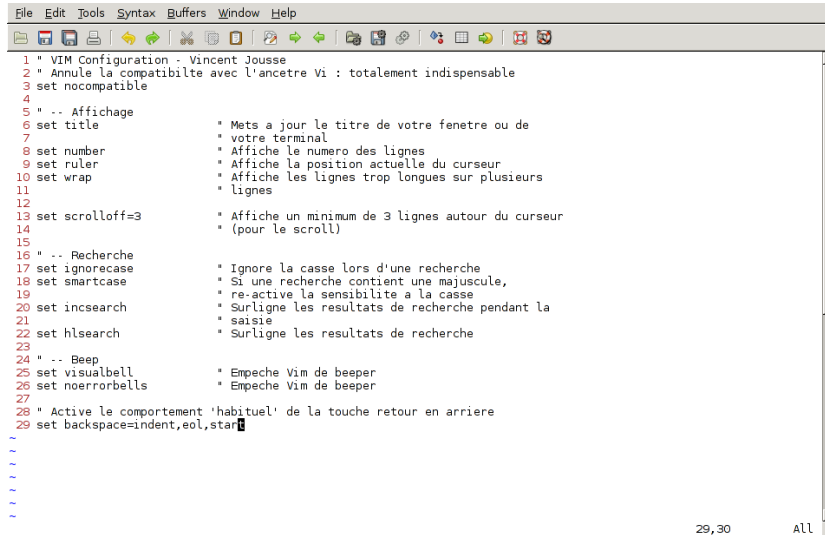 File Edit Tools Syntax Buffers Window Help
1 " VIM Configuration - Vincent Jousse
2 " Annule la compatibilte avec l'ancetre Vi : totalement indispensable
3 set nocompatible
4
5 " -- Affichage
6 set title " Mets a jour le titre de votre fenetre ou de
7 " votre terminal
8 set number " Affiche le numero des lignes
9 set ruler " Affiche la position actuelle du curseur
10 set wrap " Affiche les lignes trop longues sur plusieurs
11 " lignes
12
13 set scrolloff=3 " Affiche un minimum de 3 lignes autour du curseur
14 " (pour le scroll)
15
16 " -- Recherche
17 set ignorecase " Ignore la casse lors d'une recherche
18 set smartcase " Si une recherche contient une majuscule,
19 " re-active la sensibilite a la casse
20 set incsearch " Surligne les resultats de recherche pendant la
21 " saisie
22 set hlsearch " Surligne les resultats de recherche
23
24 " -- Beep
25 set visualbell " Empeche Vim de beeper
26 set noerrorbells " Empeche Vim de beeper
27
28 " Active le comportement 'habituel' de la touche retour en arriere
29 set backspace=indent,eol,start
~
~
~
~
~
~
~
29,30 All